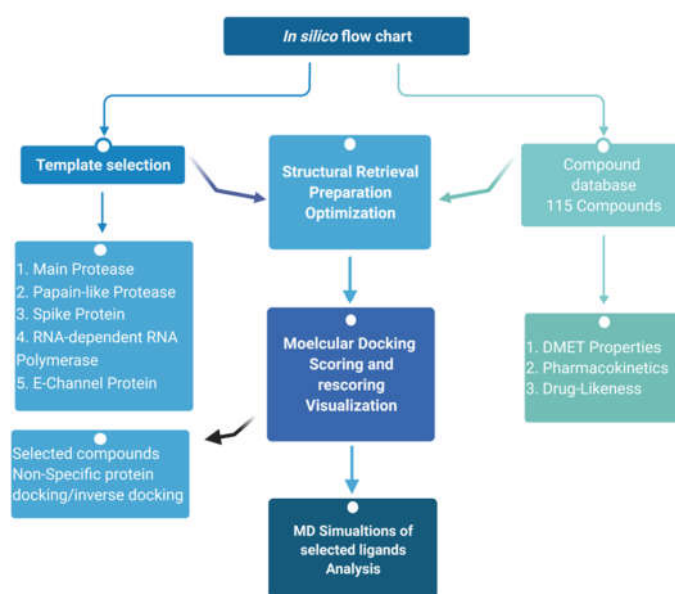 In silico flow chart
Template selection
Structural Retrieval
Preparation
Optimization
Compound
database
115 Compounds
1. Main Protease
2. Papain-like Protease
3. Spike Protein
4. RNA-dependent RNA
Polymerase
5. E-Channel Protein
Moelcular Docking
Scoring and
rescoring
Visualization
1. DMET Properties
2. Pharmacokinetics
3. Drug-Likeness
Selected compounds
Non-Specific protein
docking/inverse docking
MD Simualtions of
selected ligands
Analysis